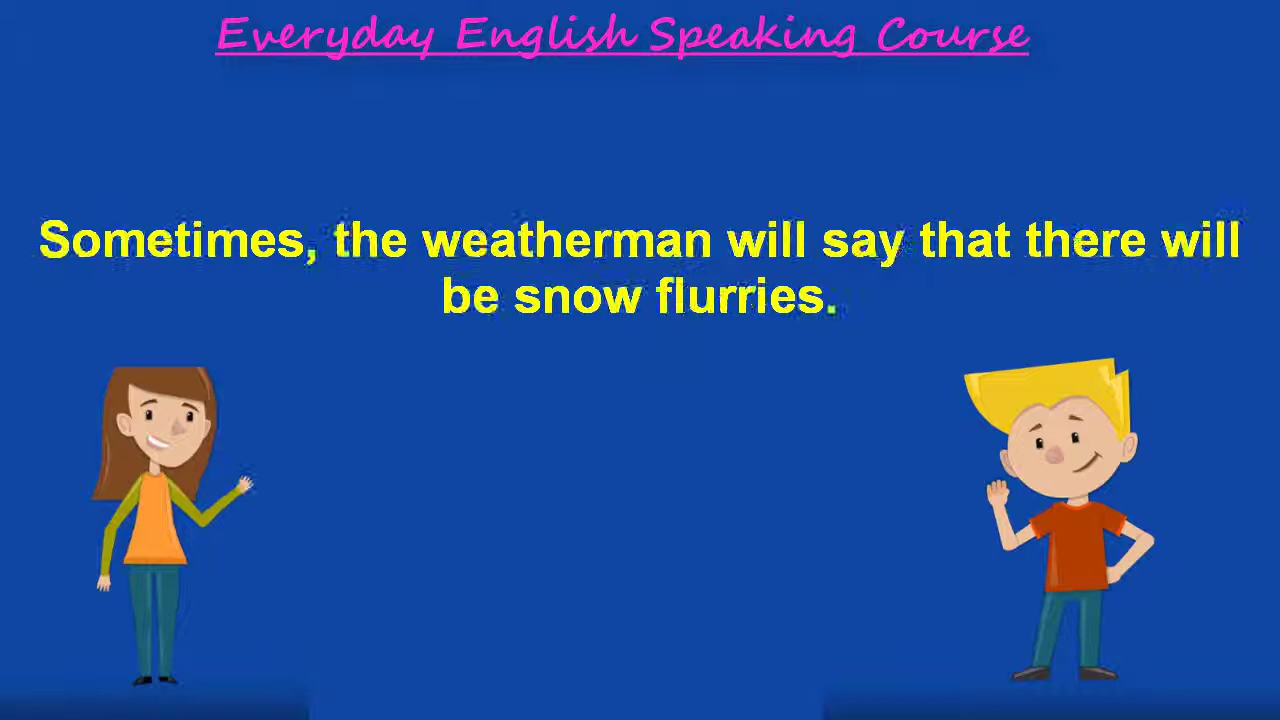 Everyday English Speaking Course
Sometimes, the weatherman will say that there will
be snow flurries.